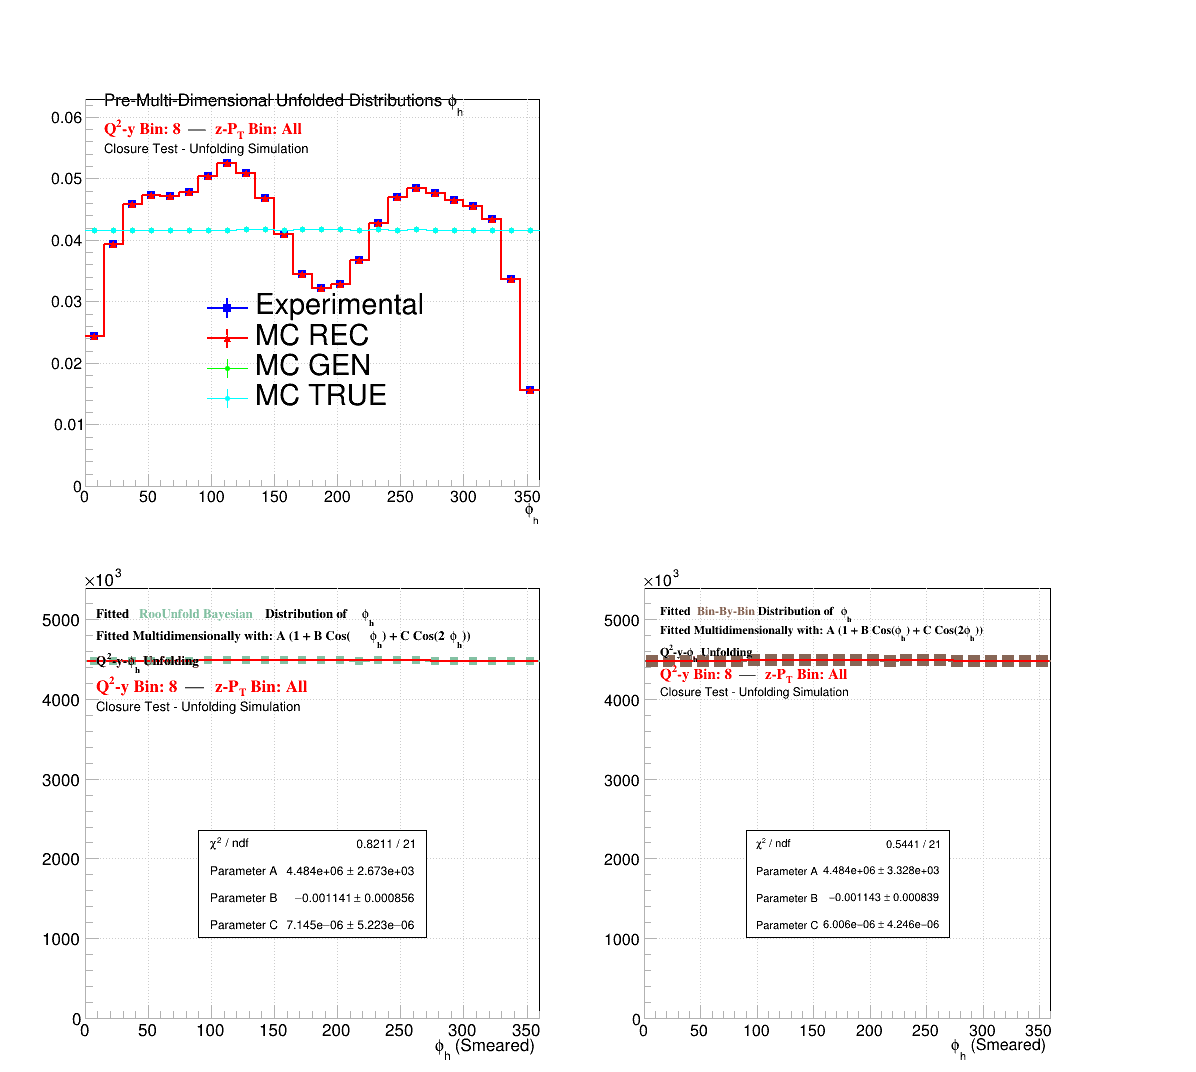 Pre-Multi-Dimensional Unfolded Distributions ϕh
Q²-y Bin: 8 — z-PT Bin: All
Closure Test - Unfolding Simulation
0.06
0.05
0.04
0.03
0.02
0.01
0
Experimental
MC REC
MC GEN
MC TRUE
0 50 100 150 200 250 300 350
ϕh
×10³
Fitted RooUnfold Bayesian Distribution of ϕh
Fitted Multidimensionally with: A (1 + B Cos( ϕh) + C Cos(2 ϕh))
Q²-y-ϕh Unfolding
Q²-y Bin: 8 — z-PT Bin: All
Closure Test - Unfolding Simulation
5000
4000
3000
2000
1000
0
χ² / ndf 0.8211 / 21
Parameter A 4.484e+06 ± 2.673e+03
Parameter B −0.001141 ± 0.000856
Parameter C 7.145e−06 ± 5.223e−06
0 50 100 150 200 250 300 350
ϕh (Smeared)
×10³
Fitted Bin-By-Bin Distribution of ϕh
Fitted Multidimensionally with: A (1 + B Cos(ϕh) + C Cos(2ϕh))
Q²-y-ϕh Unfolding
Q²-y Bin: 8 — z-PT Bin: All
Closure Test - Unfolding Simulation
5000
4000
3000
2000
1000
0
χ² / ndf 0.5441 / 21
Parameter A 4.484e+06 ± 3.328e+03
Parameter B −0.001143 ± 0.000839
Parameter C 6.006e−06 ± 4.246e−06
0 50 100 150 200 250 300 350
ϕh (Smeared)